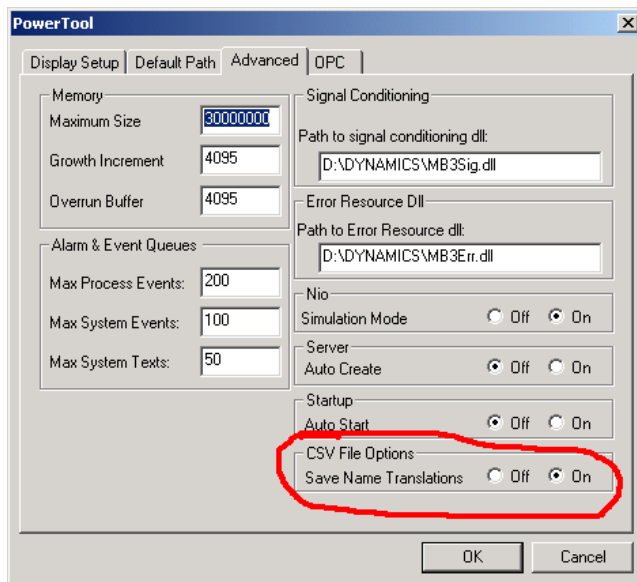 PowerTool
Display Setup Default Path Advanced OPC
Memory
Maximum Size 30000000
Growth Increment 4095
Overrun Buffer 4095
Alarm & Event Queues
Max Process Events: 200
Max System Events: 100
Max System Texts: 50
Signal Conditioning
Path to signal conditioning dll:
D:\DYNAMICS\MB3Sig.dll
Error Resource Dll
Path to Error Resource dll:
D:\DYNAMICS\MB3Err.dll
Nio
Simulation Mode Off On
Server
Auto Create Off On
Startup
Auto Start Off On
CSV File Options
Save Name Translations Off On
OK Cancel